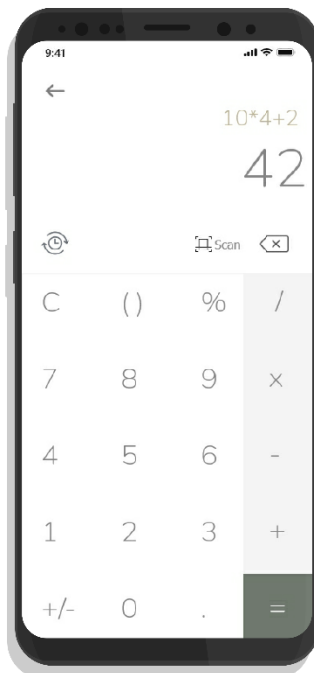 9:41
10*4+2
42
Scan
C ( ) % /
7 8 9 ×
4 5 6 -
1 2 3 +
+/- 0 . =